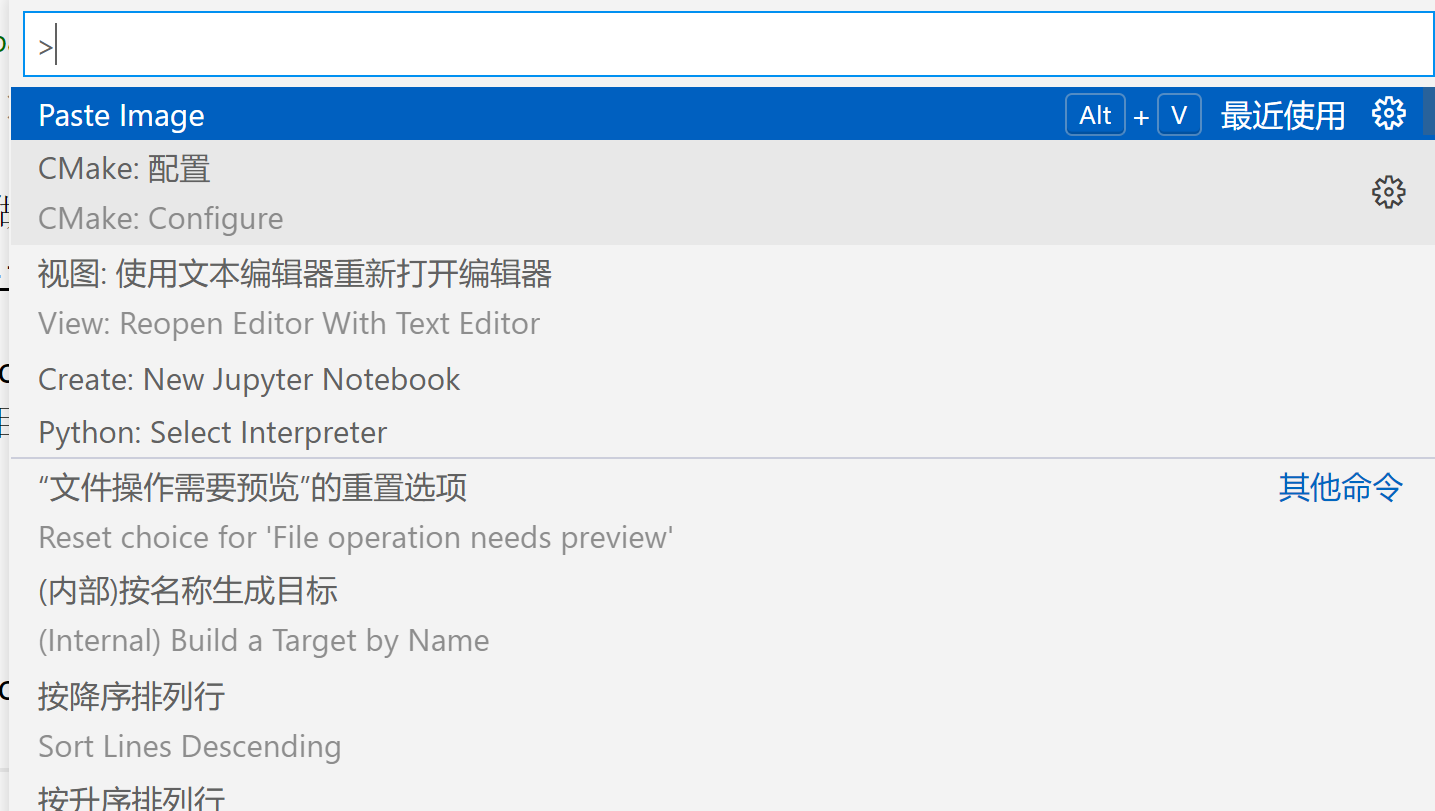 >
Paste Image Alt + V 最近使用
CMake: 配置
CMake: Configure
视图: 使用文本编辑器重新打开编辑器
View: Reopen Editor With Text Editor
Create: New Jupyter Notebook
Python: Select Interpreter
“文件操作需要预览”的重置选项 其他命令
Reset choice for 'File operation needs preview'
(内部)按名称生成目标
(Internal) Build a Target by Name
按降序排列行
Sort Lines Descending
按升序排列行